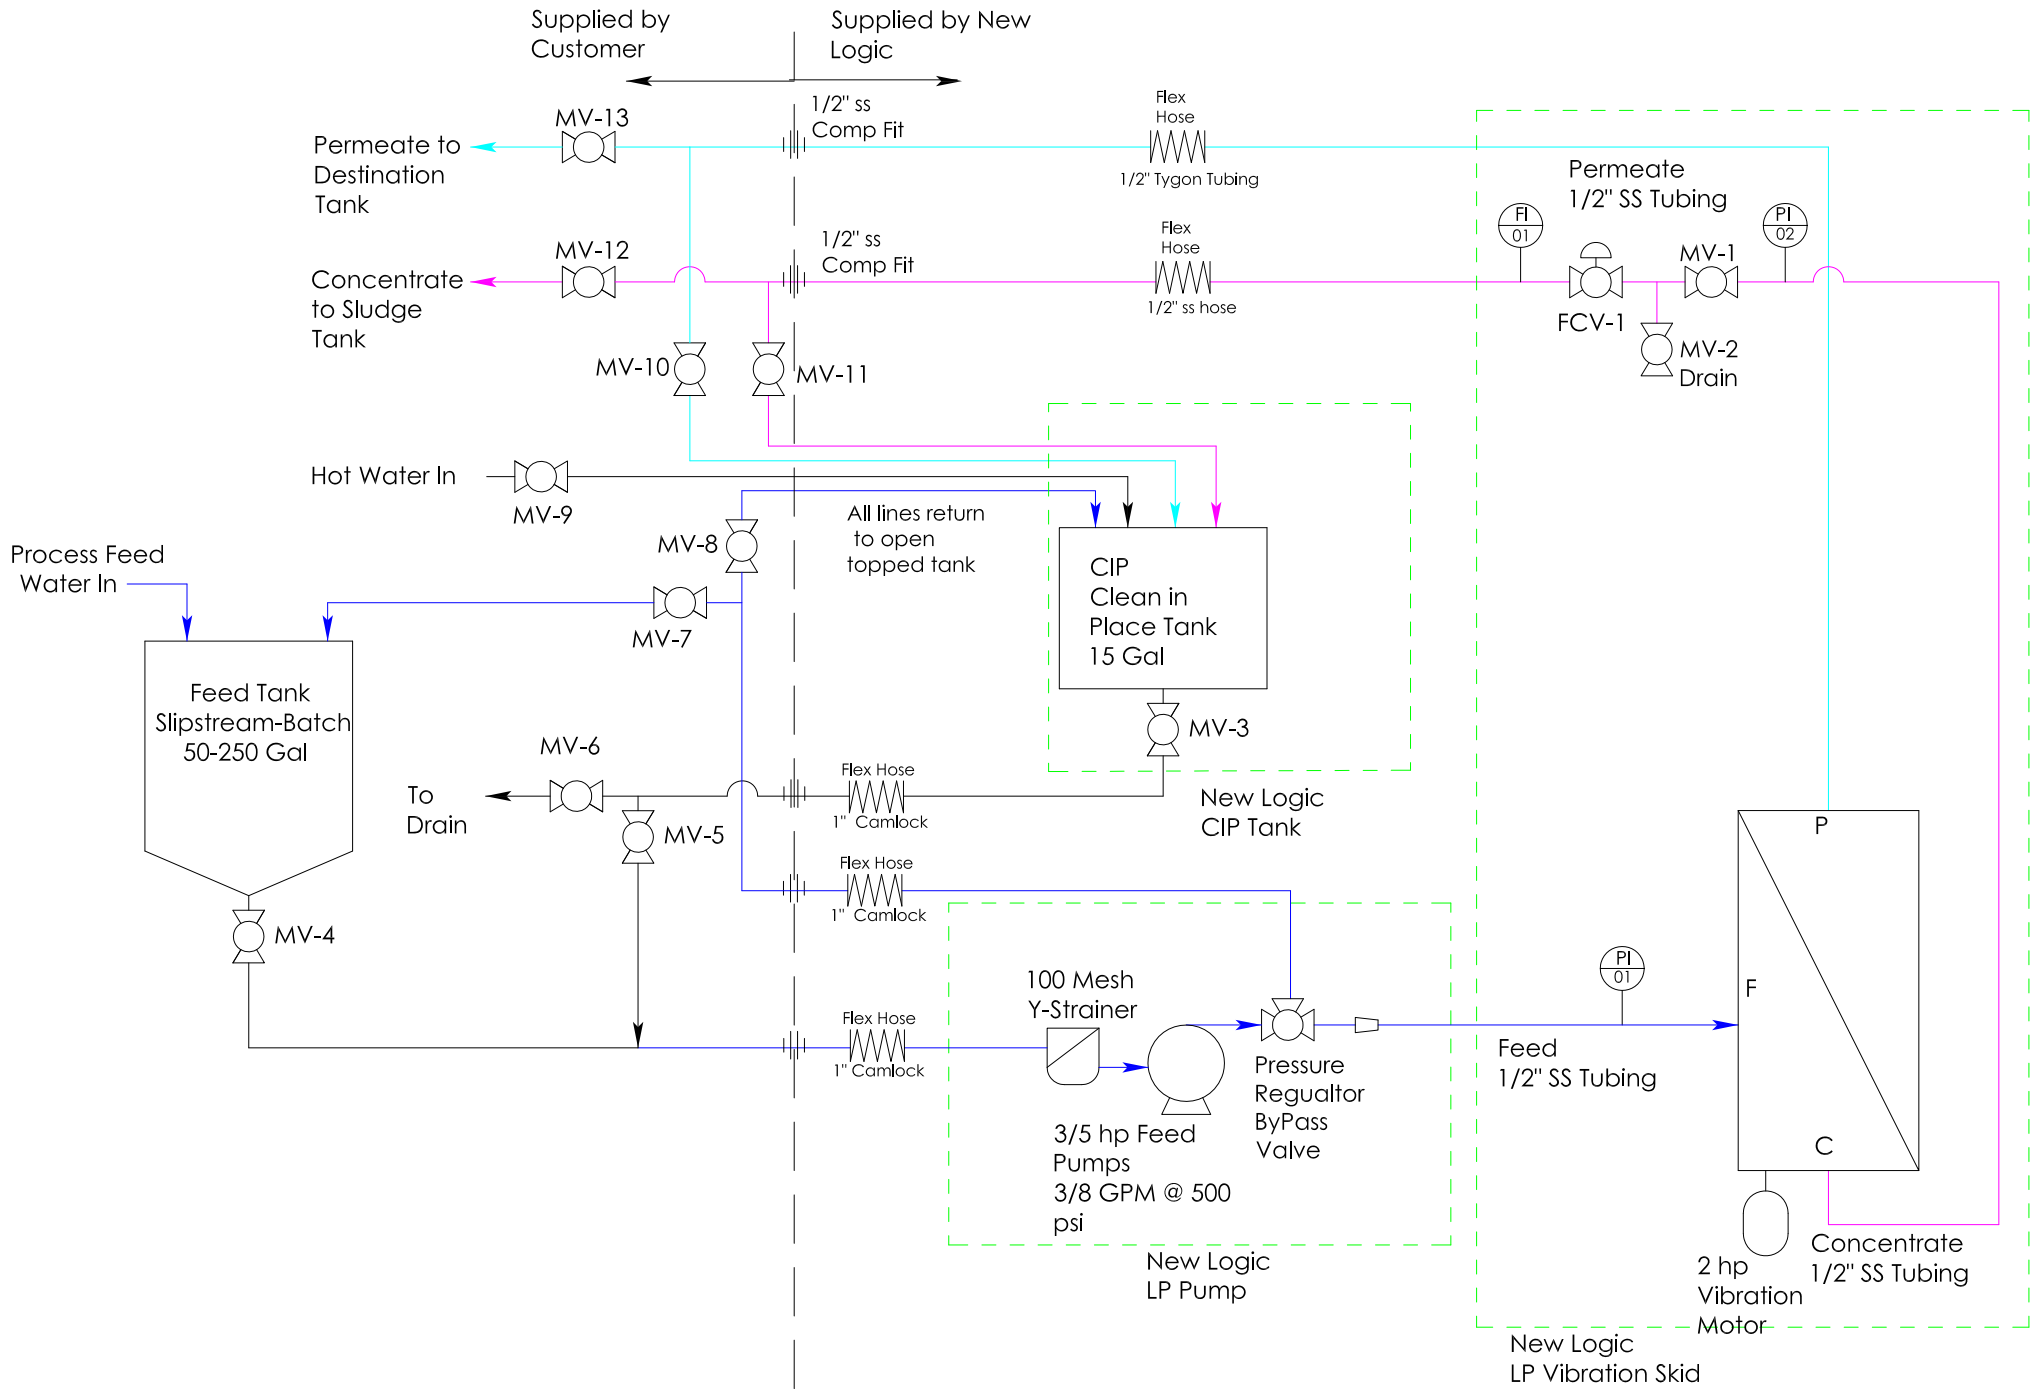 Supplied by
Customer
Supplied by New
Logic
1/2" ss
Comp Fit
Flex
Hose
1/2" Tygon Tubing
MV-13
Permeate to
Destination
Tank
Permeate
1/2" SS Tubing
FI
01
PI
02
MV-1
FCV-1
MV-2
Drain
1/2" ss
Comp Fit
Flex
Hose
1/2" ss hose
MV-12
Concentrate
to Sludge
Tank
MV-10
MV-11
Hot Water In
MV-9
All lines return
to open
topped tank
MV-8
MV-7
Process Feed
Water In
CIP
Clean in
Place Tank
15 Gal
MV-3
Feed Tank
Slipstream-Batch
50-250 Gal
MV-6
To
Drain
MV-5
Flex Hose
1" Camlock
New Logic
CIP Tank
Flex Hose
1" Camlock
MV-4
100 Mesh
Y-Strainer
Flex Hose
1" Camlock
Pressure
Regualtor
ByPass
Valve
3/5 hp Feed
Pumps
3/8 GPM @ 500
psi
New Logic
LP Pump
PI
01
Feed
1/2" SS Tubing
P
F
C
2 hp
Vibration
Motor
Concentrate
1/2" SS Tubing
New Logic
LP Vibration Skid